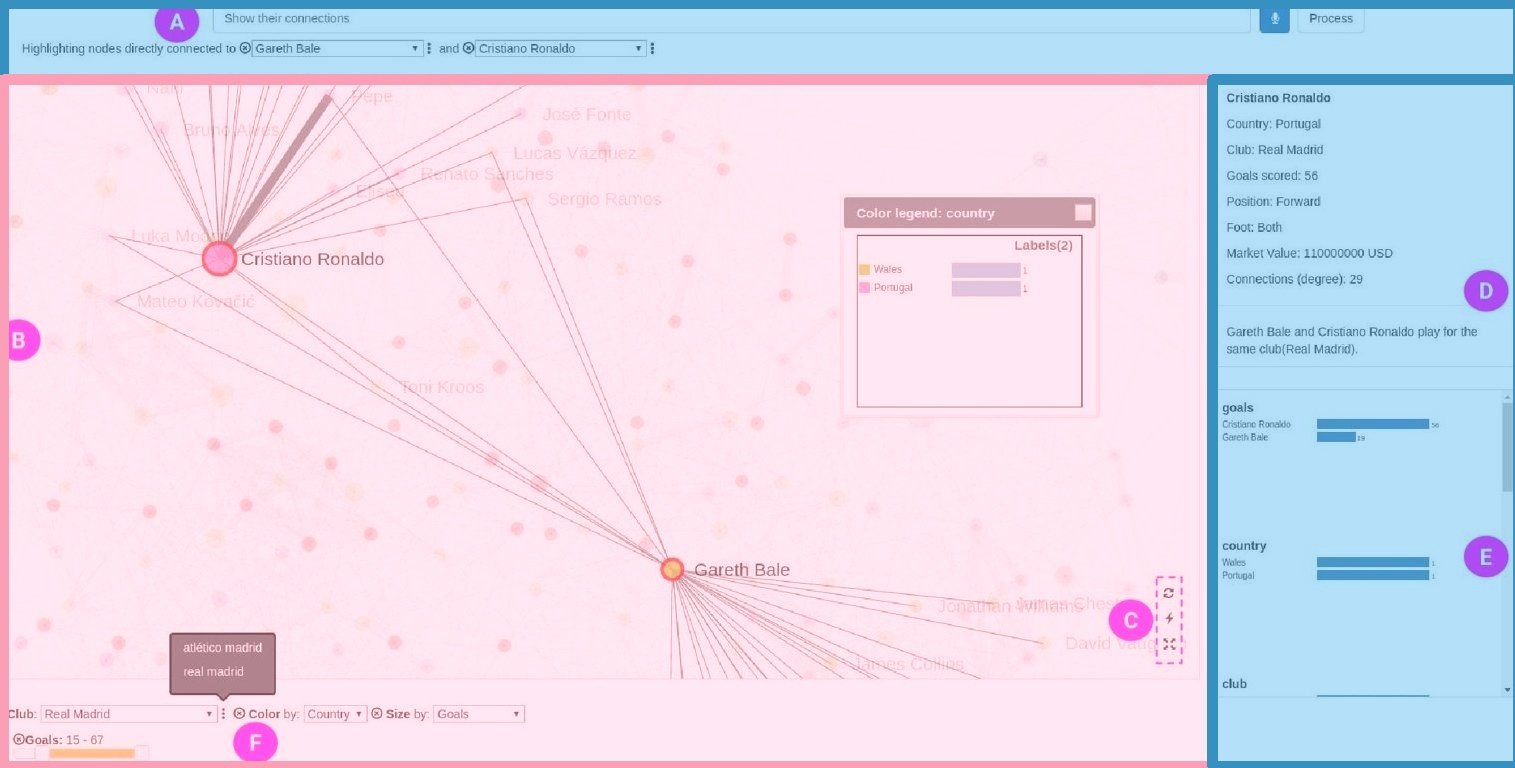 A
Show their connections
Process
Highlighting nodes directly connected to Gareth Bale and Cristiano Ronaldo
Nani
Pepe
Bruno Alves
José Fonte
Lucas Vázquez
Renato Sanches
Eliseu
Sergio Ramos
Luka
Cristiano Ronaldo
Mateo Kovačić
B
Toni Kroos
Color legend: country
Labels(2)
Wales 1
Portugal 1
Gareth Bale
Jonathan Williams
James
David
James Collins
C
atlético madrid
real madrid
Club: Real Madrid Color by: Country Size by: Goals
Goals: 15 - 67
F
Cristiano Ronaldo
Country: Portugal
Club: Real Madrid
Goals scored: 56
Position: Forward
Foot: Both
Market Value: 110000000 USD
Connections (degree): 29
D
Gareth Bale and Cristiano Ronaldo play for the
same club(Real Madrid).
goals
Cristiano Ronaldo 56
Gareth Bale 19
country
E
Wales 1
Portugal 1
club